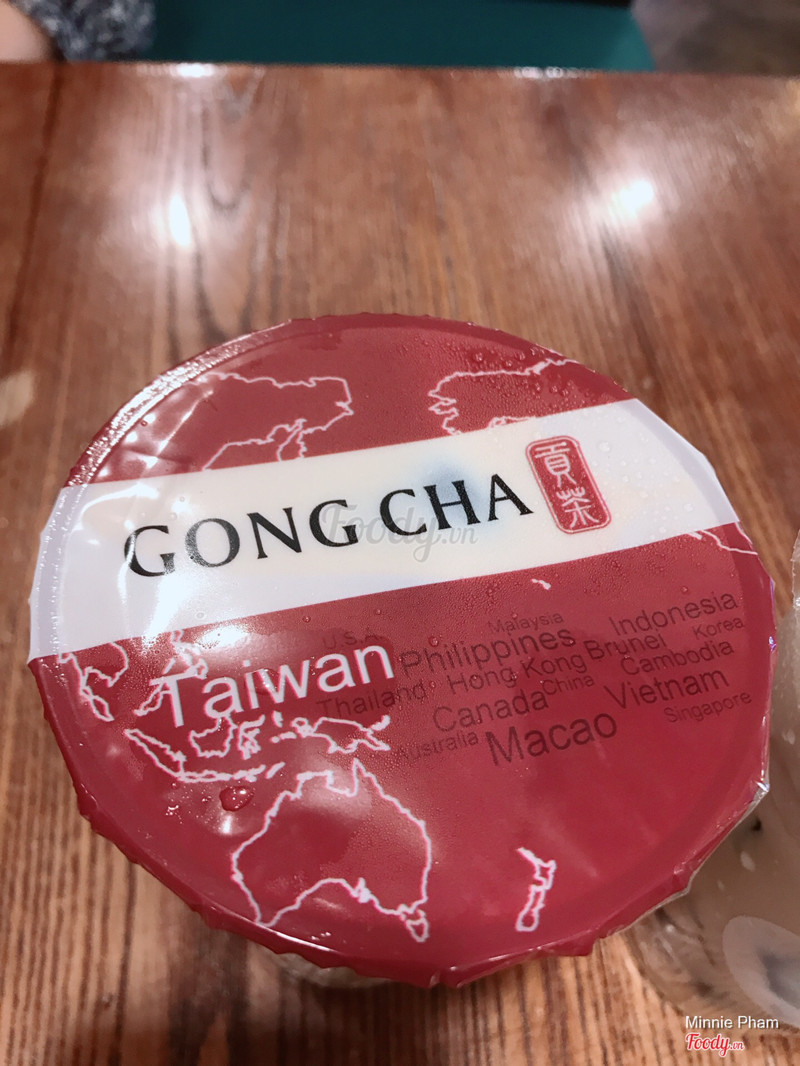 GONG CHA 貢茶
Foody.vn
U.S.A
Malaysia
Indonesia
Taiwan
Philippines
Brunei
Korea
Thailand
Hong Kong
China
Cambodia
Canada
Vietnam
Australia
Macao
Singapore
Minnie Pham
Foody.vn